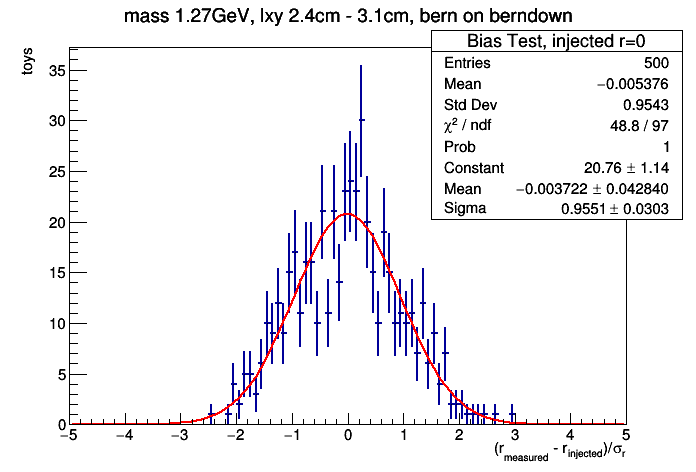 mass 1.27GeV, lxy 2.4cm - 3.1cm, bern on berndown
Bias Test, injected r=0
Entries 500
Mean −0.005376
Std Dev 0.9543
χ² / ndf 48.8 / 97
Prob 1
Constant 20.76 ± 1.14
Mean −0.003722 ± 0.042840
Sigma 0.9551 ± 0.0303
toys
35
30
25
20
15
10
5
0
−5 −4 −3 −2 −1 0 1 2 3 4 5
(r_measured - r_injected)/σ_r